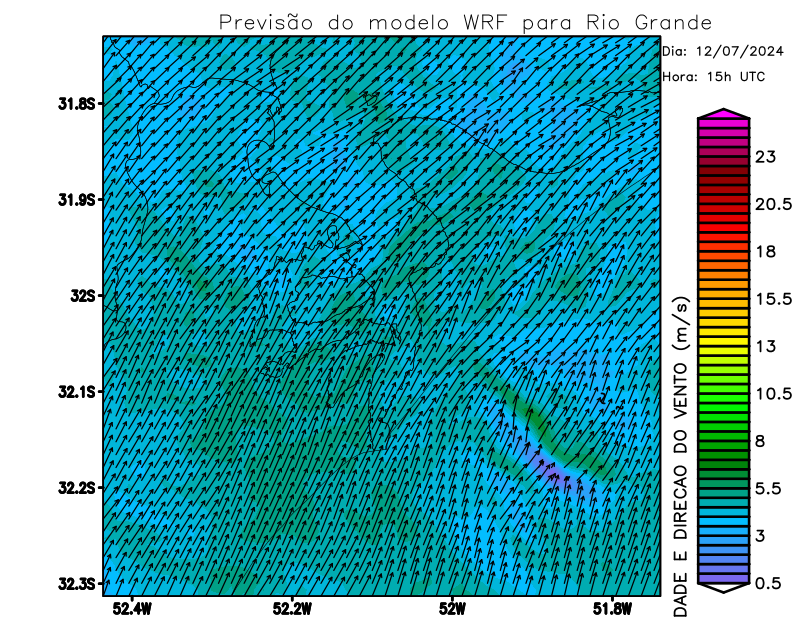 Previsão do modelo WRF para Rio Grande
Dia: 12/07/2024
Hora: 15h UTC
31.8S
31.9S
32S
32.1S
32.2S
32.3S
52.4W
52.2W
52W
51.8W
DADE E DIRECAO DO VENTO (m/s)
23
20.5
18
15.5
13
10.5
8
5.5
3
0.5